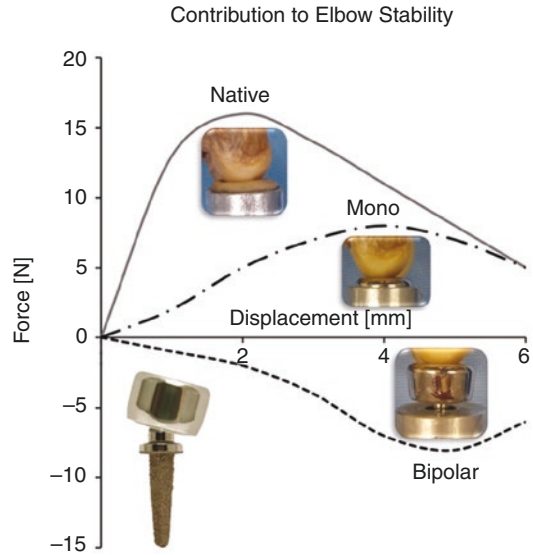 Contribution to Elbow Stability
20
Native
15
10
Mono
5
Force [N]
Displacement [mm]
0
2
4
6
–5
Bipolar
–10
–15